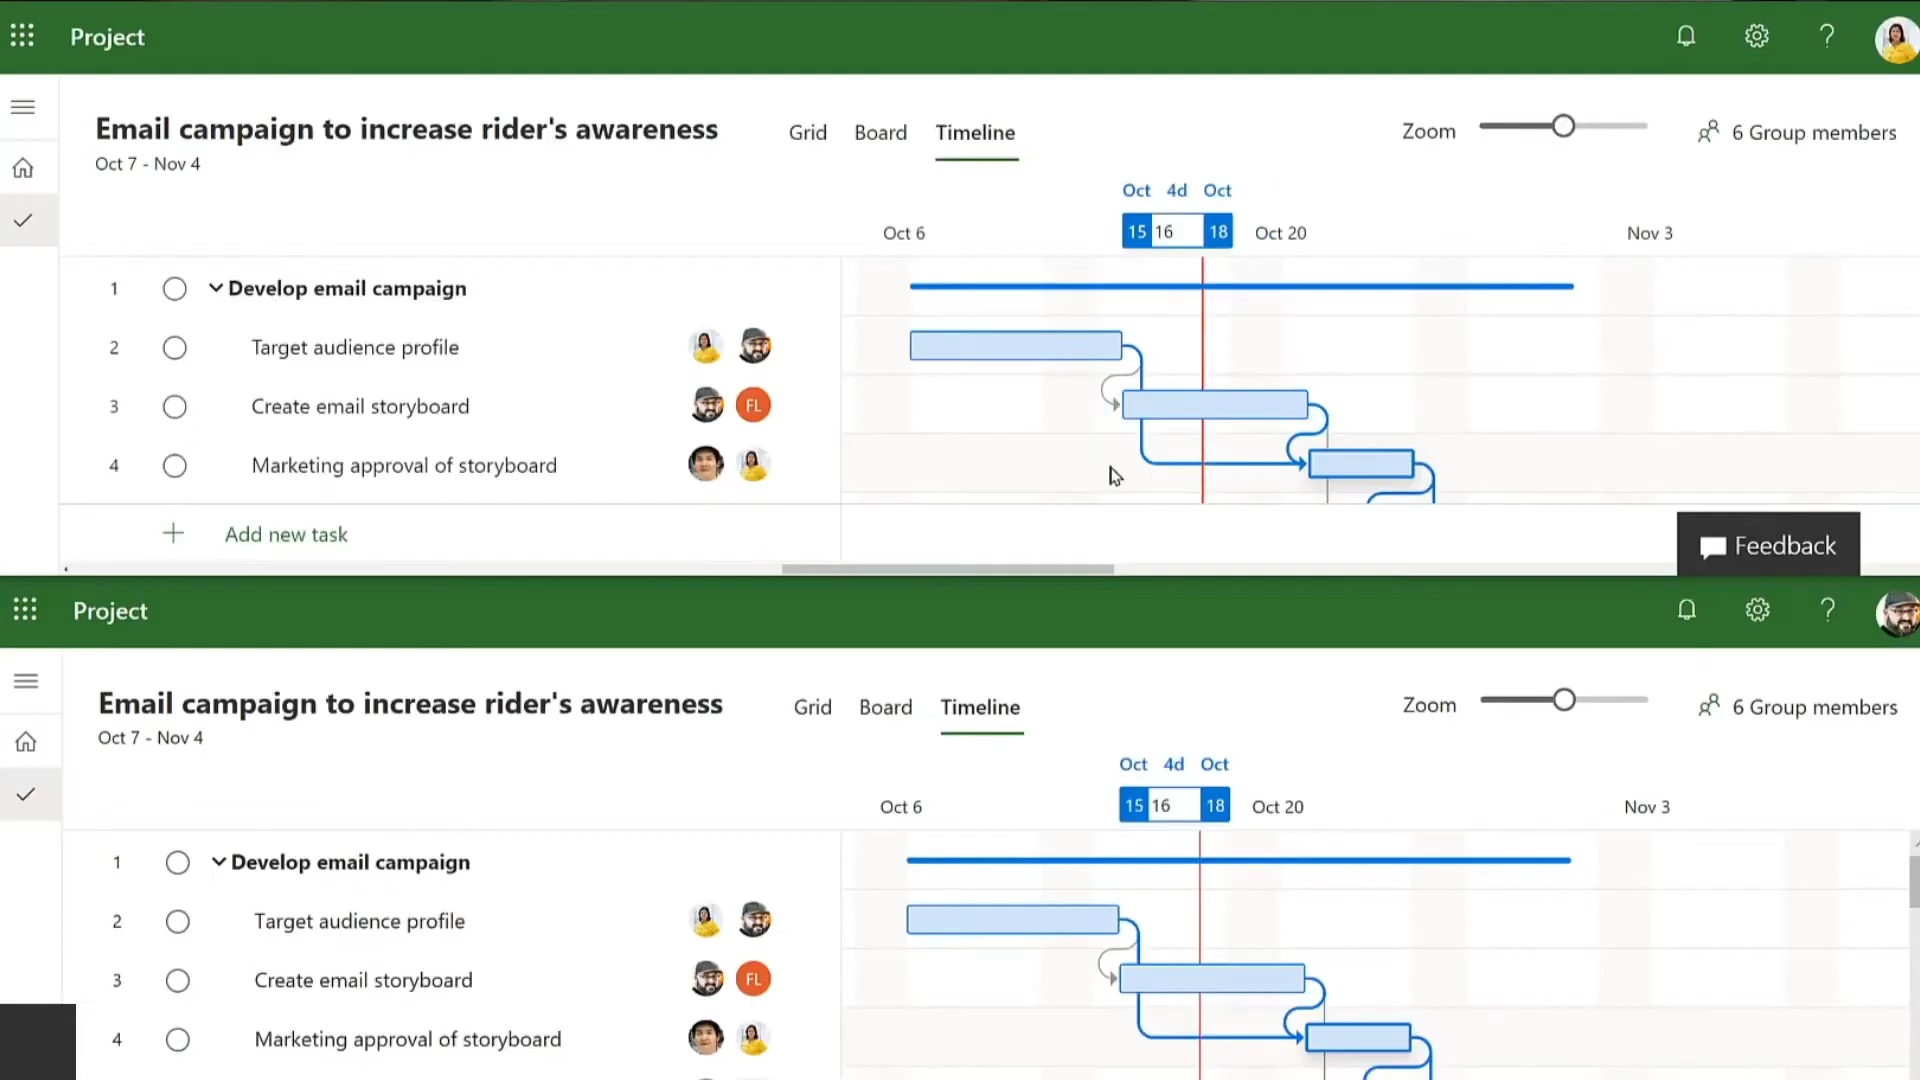 Project
Email campaign to increase rider's awareness
Grid Board Timeline
Zoom
6 Group members
Oct 7 - Nov 4
Oct 4d Oct
Oct 6 15 16 18 Oct 20 Nov 3
1 Develop email campaign
2 Target audience profile
3 Create email storyboard FL
4 Marketing approval of storyboard
Add new task
Feedback
Project
Email campaign to increase rider's awareness
Grid Board Timeline
Zoom
6 Group members
Oct 7 - Nov 4
Oct 4d Oct
Oct 6 15 16 18 Oct 20 Nov 3
1 Develop email campaign
2 Target audience profile
3 Create email storyboard FL
4 Marketing approval of storyboard